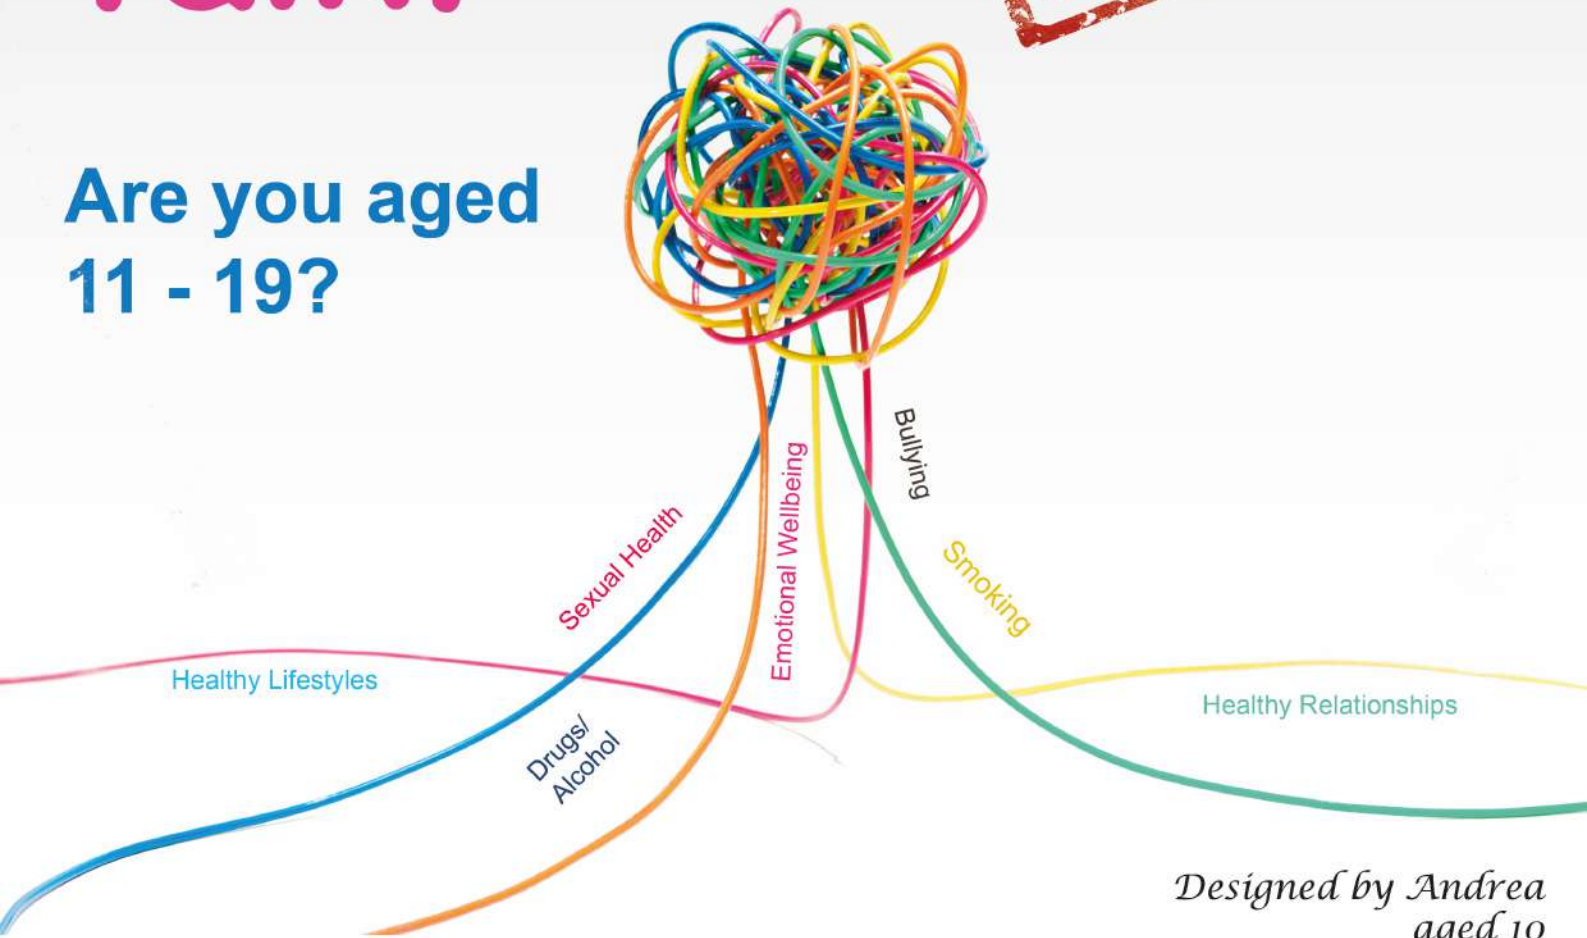 Are you aged
11 - 19?
Bullying
Emotional Wellbeing
Sexual Health
Smoking
Healthy Lifestyles
Healthy Relationships
Drugs/
Alcohol
Designed by Andrea
aged 10